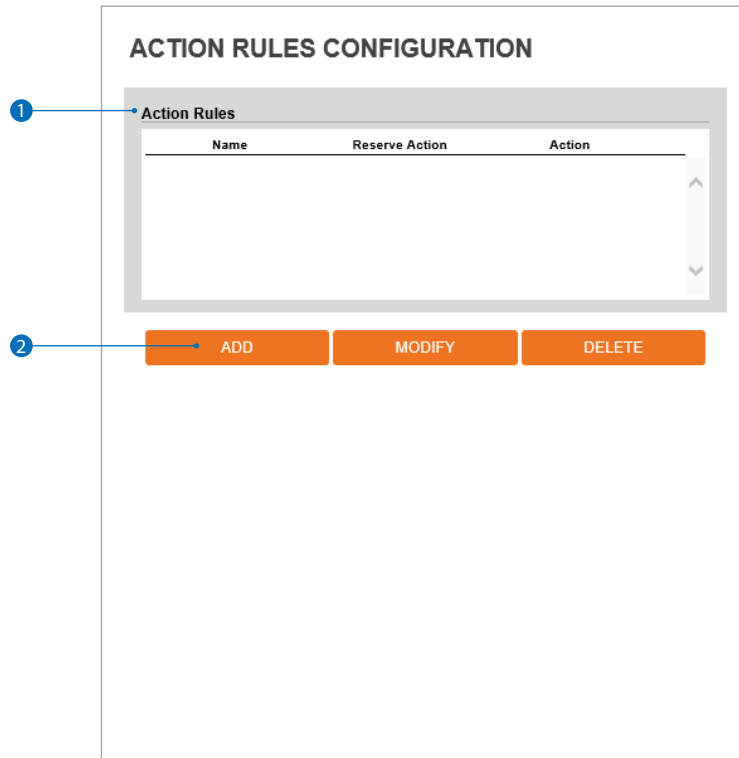 ACTION RULES CONFIGURATION
1
Action Rules
Name Reserve Action Action
2
ADD MODIFY DELETE